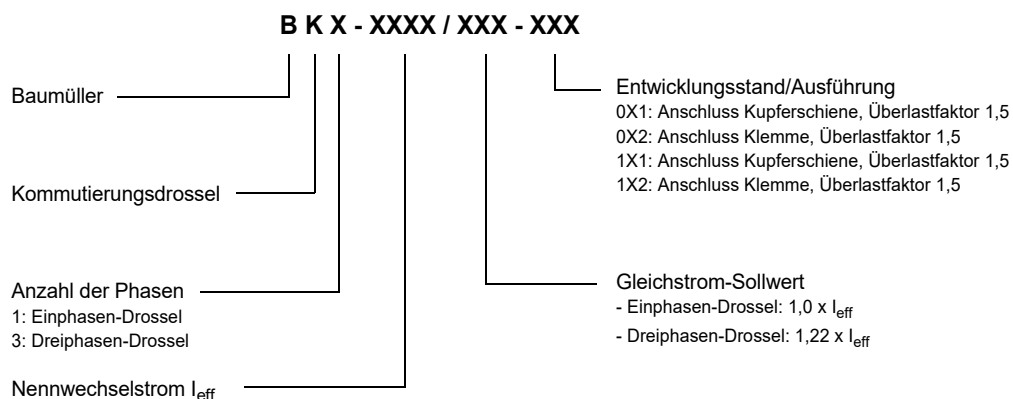 B K X - XXXX / XXX - XXX
Baumüller
Kommutierungsdrossel
Anzahl der Phasen
1: Einphasen-Drossel
3: Dreiphasen-Drossel
Nennwechselstrom Ieff
Entwicklungsstand/Ausführung
0X1: Anschluss Kupferschiene, Überlastfaktor 1,5
0X2: Anschluss Klemme, Überlastfaktor 1,5
1X1: Anschluss Kupferschiene, Überlastfaktor 1,5
1X2: Anschluss Klemme, Überlastfaktor 1,5
Gleichstrom-Sollwert
- Einphasen-Drossel: 1,0 x Ieff
- Dreiphasen-Drossel: 1,22 x Ieff